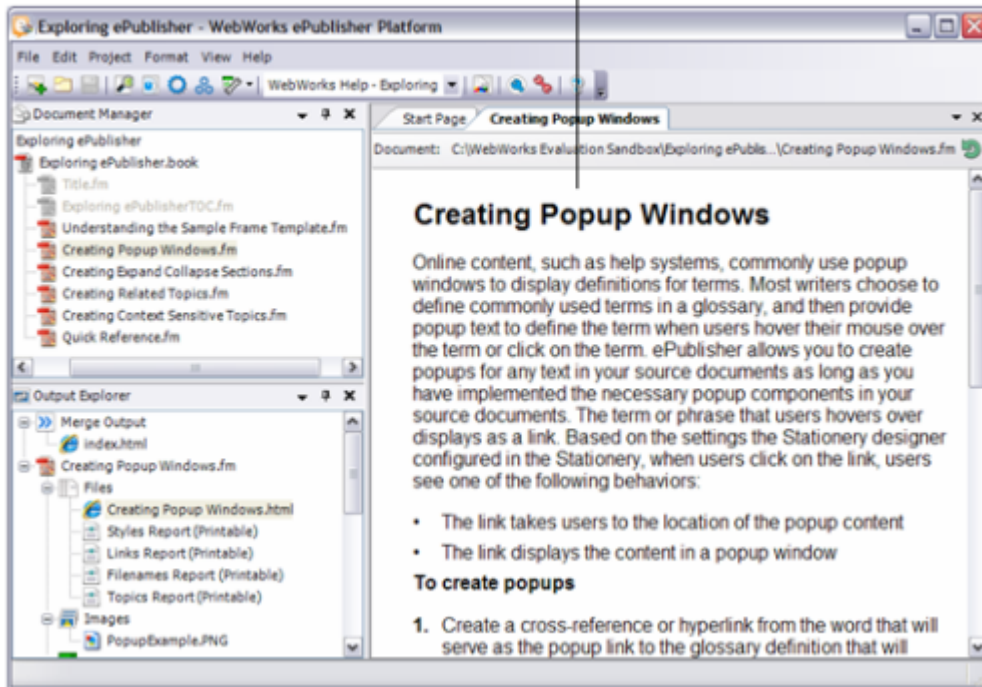 Exploring ePublisher - WebWorks ePublisher Platform
File Edit Project Format View Help
WebWorks Help - Exploring
Document Manager
Exploring ePublisher
Exploring ePublisher.book
Title.fm
Exploring ePublisherTOC.fm
Understanding the Sample Frame Template.fm
Creating Popup Windows.fm
Creating Expand Collapse Sections.fm
Creating Related Topics.fm
Creating Context Sensitive Topics.fm
Quick Reference.fm
Output Explorer
Merge Output
index.html
Creating Popup Windows.fm
Files
Creating Popup Windows.html
Styles Report (Printable)
Links Report (Printable)
Filenames Report (Printable)
Topics Report (Printable)
Images
PopupExample.PNG
Start Page Creating Popup Windows
Document: C:\WebWorks Evaluation Sandbox\Exploring ePublis...\Creating Popup Windows.fm
Creating Popup Windows
Online content, such as help systems, commonly use popup
windows to display definitions for terms. Most writers choose to
define commonly used terms in a glossary, and then provide
popup text to define the term when users hover their mouse over
the term or click on the term. ePublisher allows you to create
popups for any text in your source documents as long as you
have implemented the necessary popup components in your
source documents. The term or phrase that users hovers over
displays as a link. Based on the settings the Stationery designer
configured in the Stationery, when users click on the link, users
see one of the following behaviors:
• The link takes users to the location of the popup content
• The link displays the content in a popup window
To create popups
1. Create a cross-reference or hyperlink from the word that will
serve as the popup link to the glossary definition that will